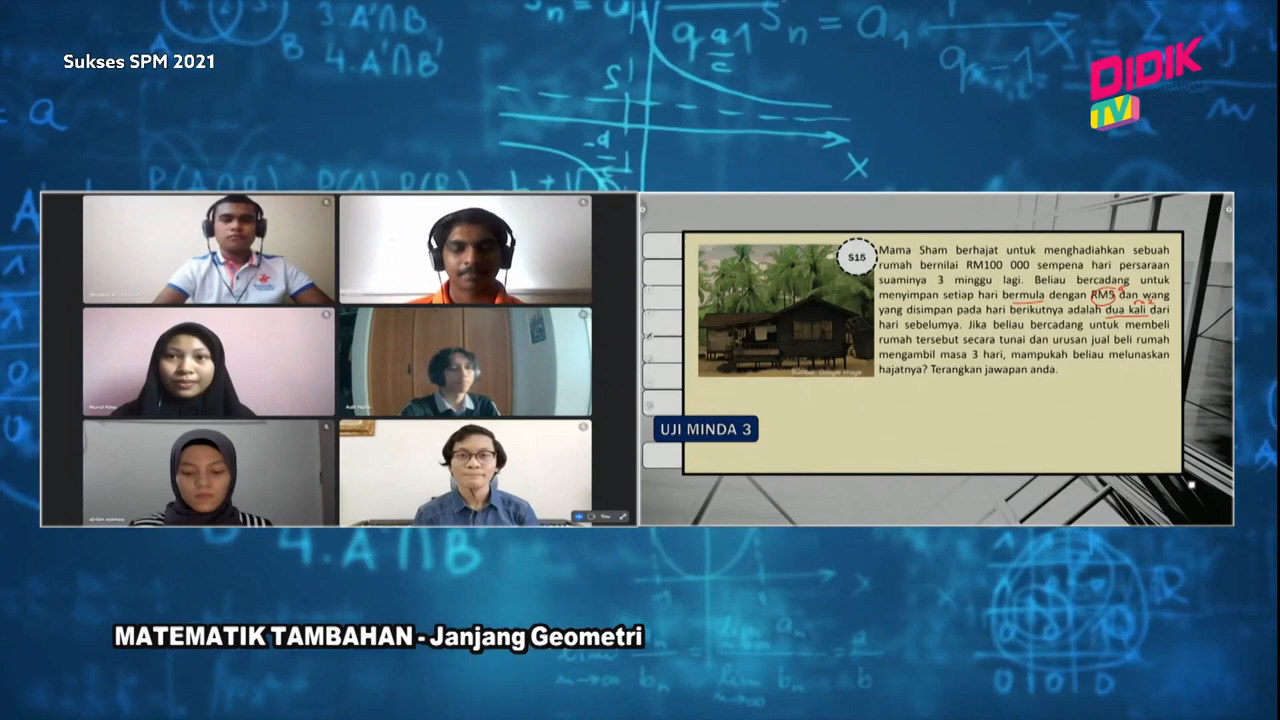 Sukses SPM 2021
DIDIK
TV
S15
Mama Sham berhajat untuk menghadiahkan sebuah
rumah bernilai RM100 000 sempena hari persaraan
suaminya 3 minggu lagi. Beliau bercadang untuk
menyimpan setiap hari bermula dengan RM5 dan wang
yang disimpan pada hari berikutnya adalah dua kali dari
hari sebelumya. Jika beliau bercadang untuk membeli
rumah tersebut secara tunai dan urusan jual beli rumah
mengambil masa 3 hari, mampukah beliau melunaskan
hajatnya? Terangkan jawapan anda.
Sumber: Google Image
UJI MINDA 3
MATEMATIK TAMBAHAN - Janjang Geometri